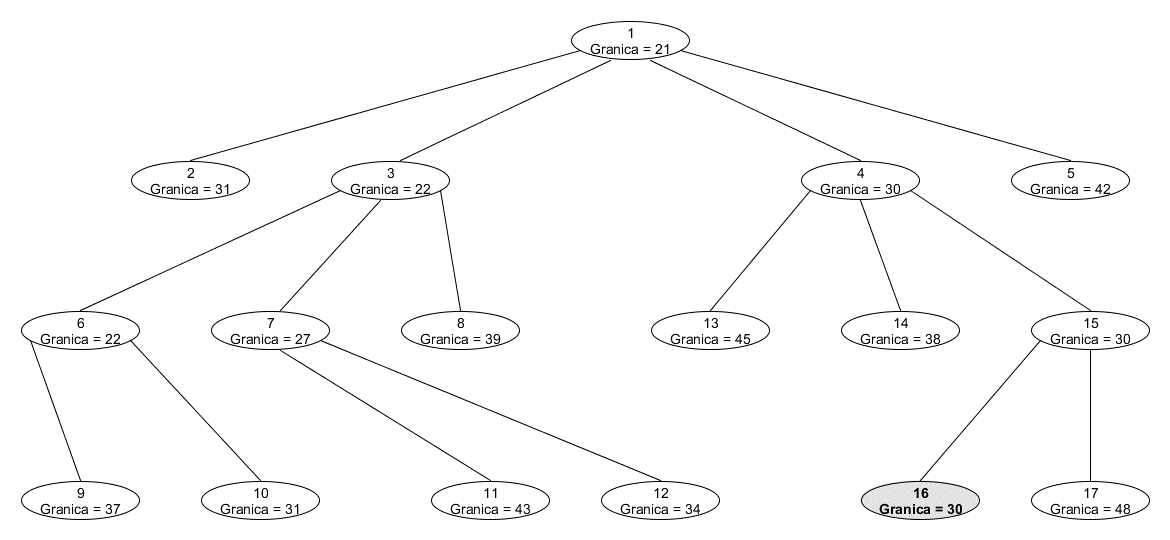 1
Granica = 21
2
Granica = 31
3
Granica = 22
4
Granica = 30
5
Granica = 42
6
Granica = 22
7
Granica = 27
8
Granica = 39
13
Granica = 45
14
Granica = 38
15
Granica = 30
9
Granica = 37
10
Granica = 31
11
Granica = 43
12
Granica = 34
16
Granica = 30
17
Granica = 48